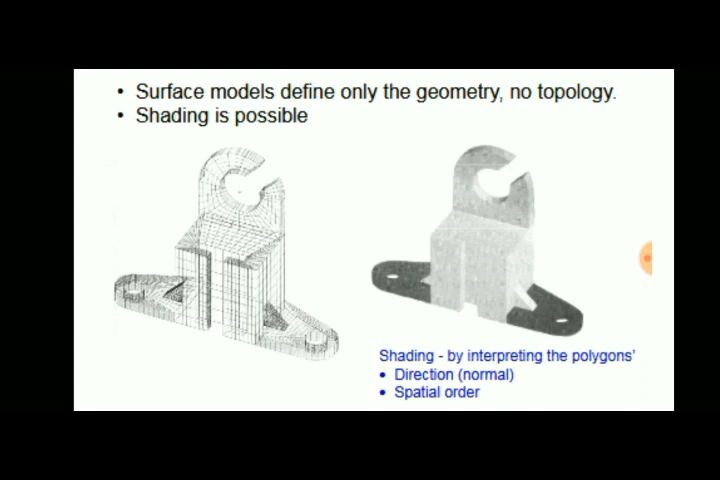 • Surface models define only the geometry, no topology.
• Shading is possible
Shading - by interpreting the polygons'
• Direction (normal)
• Spatial order